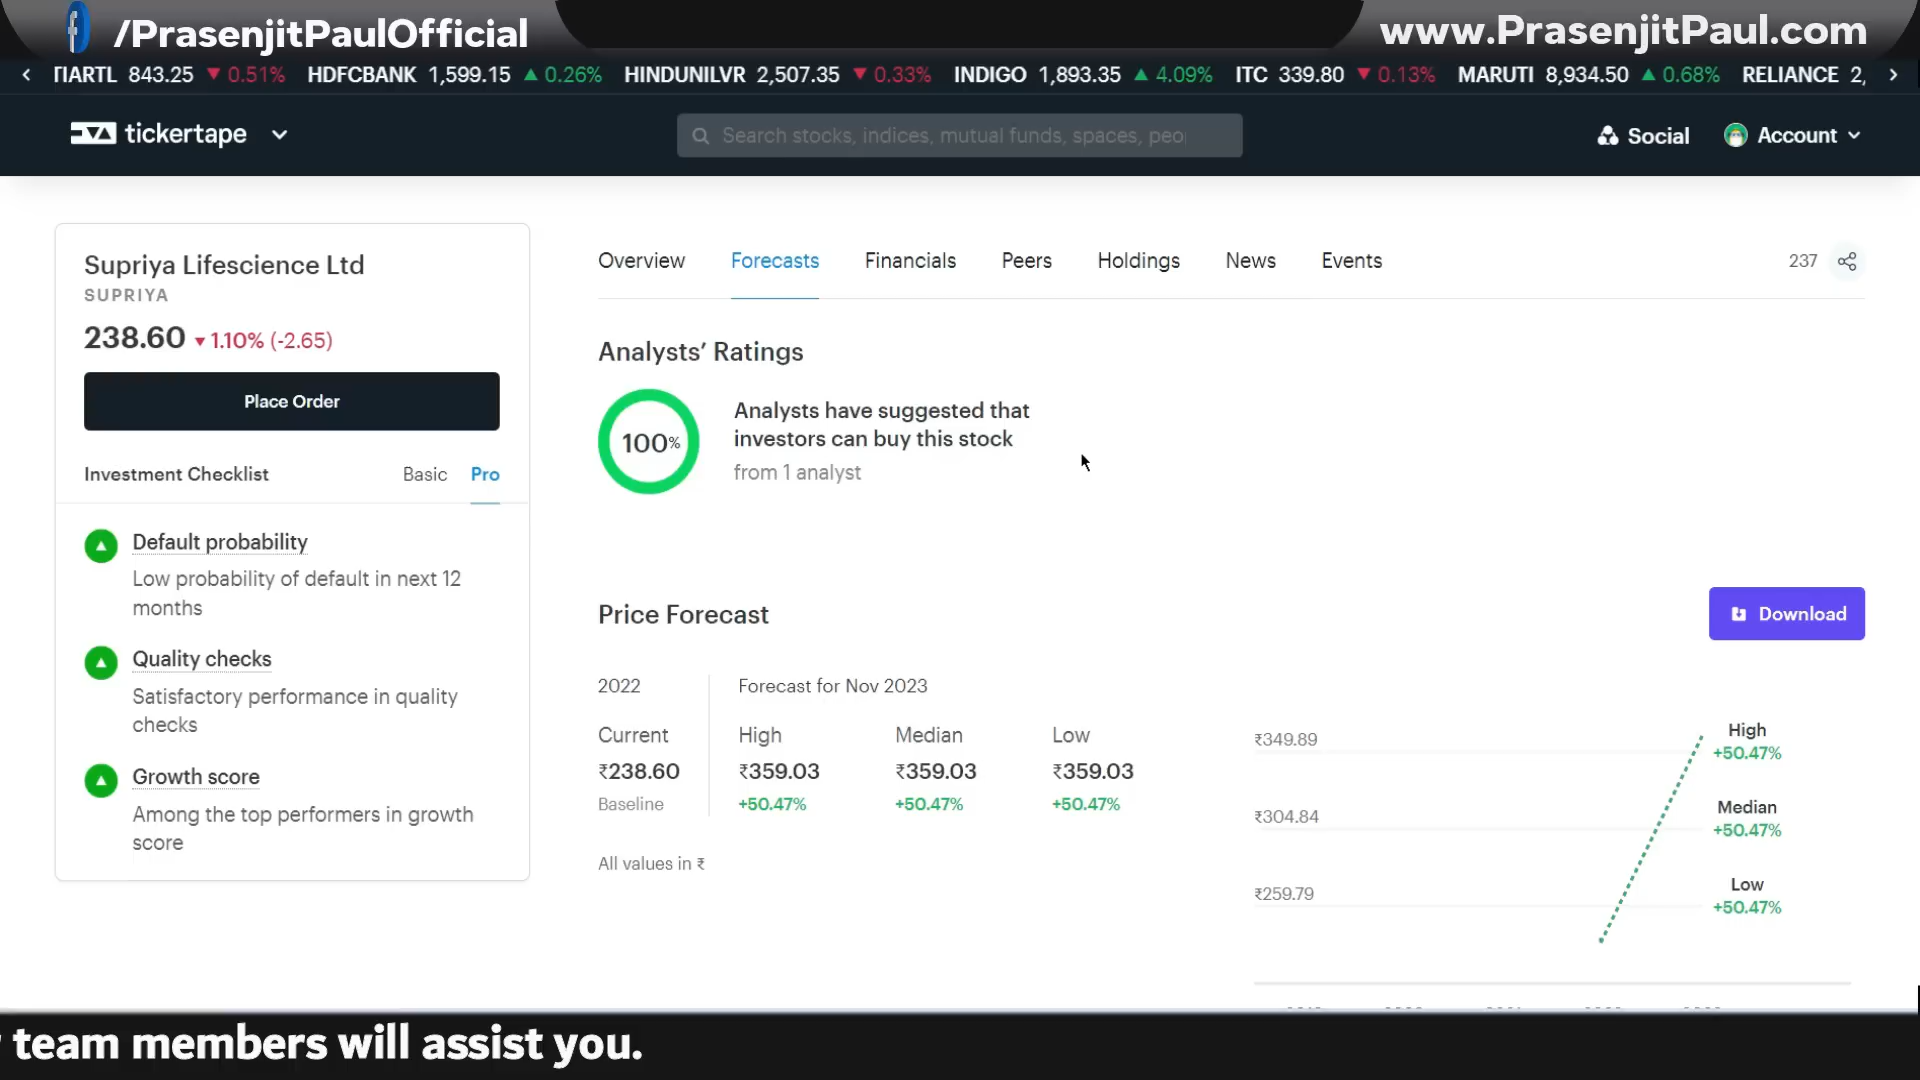 /PrasenjitPaulOfficial
www.PrasenjitPaul.com
TIARTL 843.25 ▼ 0.51% HDFCBANK 1,599.15 ▲ 0.26% HINDUNILVR 2,507.35 ▼ 0.33% INDIGO 1,893.35 ▲ 4.09% ITC 339.80 ▼ 0.13% MARUTI 8,934.50 ▲ 0.68% RELIANCE 2,
tickertape
Search stocks, indices, mutual funds, spaces, peo
Social
Account
Supriya Lifescience Ltd
SUPRIYA
238.60 ▼ 1.10% (-2.65)
Place Order
Investment Checklist Basic Pro
Default probability
Low probability of default in next 12
months
Quality checks
Satisfactory performance in quality
checks
Growth score
Among the top performers in growth
score
Overview Forecasts Financials Peers Holdings News Events
237
Analysts’ Ratings
100%
Analysts have suggested that
investors can buy this stock
from 1 analyst
Price Forecast
Download
2022 Forecast for Nov 2023
Current High Median Low
₹238.60 ₹359.03 ₹359.03 ₹359.03
Baseline +50.47% +50.47% +50.47%
All values in ₹
₹349.89
₹304.84
₹259.79
High
+50.47%
Median
+50.47%
Low
+50.47%
team members will assist you.